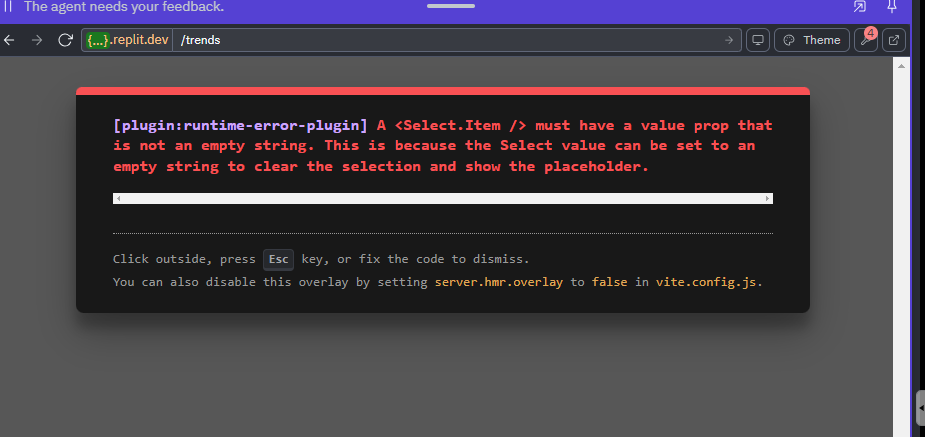 The agent needs your feedback.
{...}.replit.dev /trends
Theme
4
[plugin:runtime-error-plugin] A <Select.Item /> must have a value prop that
is not an empty string. This is because the Select value can be set to an
empty string to clear the selection and show the placeholder.
Click outside, press Esc key, or fix the code to dismiss.
You can also disable this overlay by setting server.hmr.overlay to false in vite.config.js.